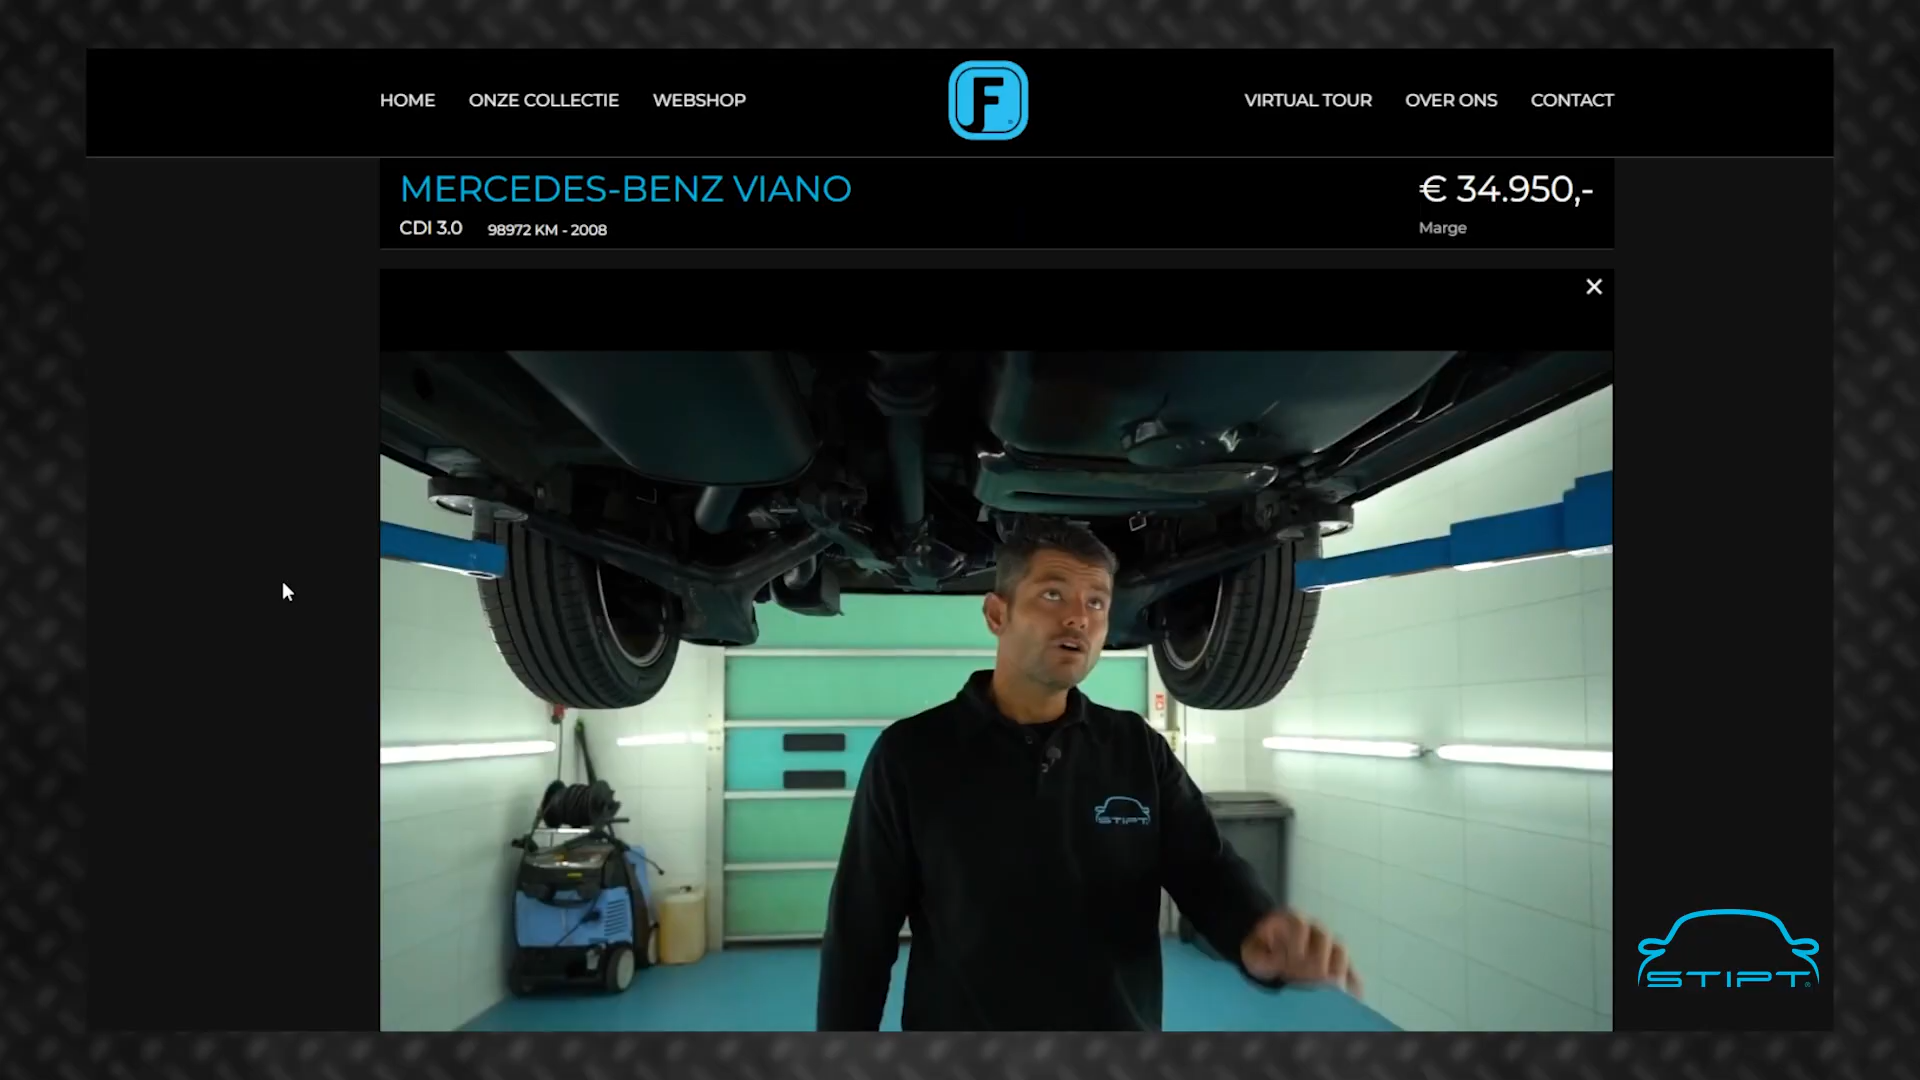 HOME ONZE COLLECTIE WEBSHOP F VIRTUAL TOUR OVER ONS CONTACT
MERCEDES-BENZ VIANO € 34.950,-
CDI 3.0 98972 KM - 2008 Marge
STIPT
STIPT